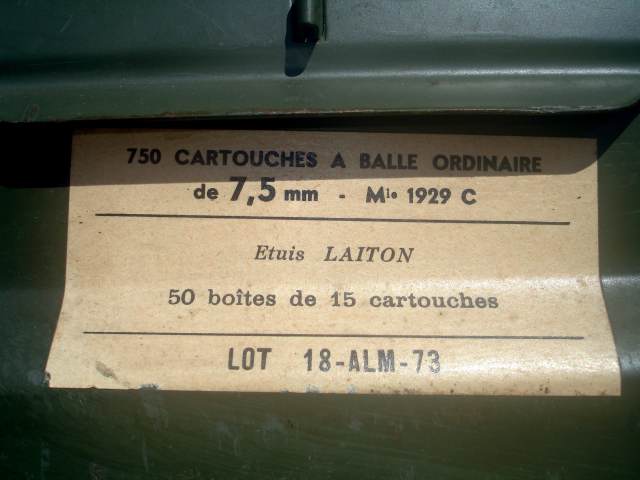 750 CARTOUCHES A BALLE ORDINAIRE
de 7,5 mm - Mle 1929 C
Etuis LAITON
50 boîtes de 15 cartouches
LOT 18-ALM-73